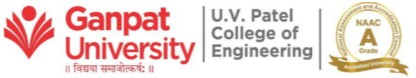 Ganpat
University
॥ विद्यया समाजोत्कर्षः ॥
U.V. Patel
College of
Engineering
NAAC
A
Grade